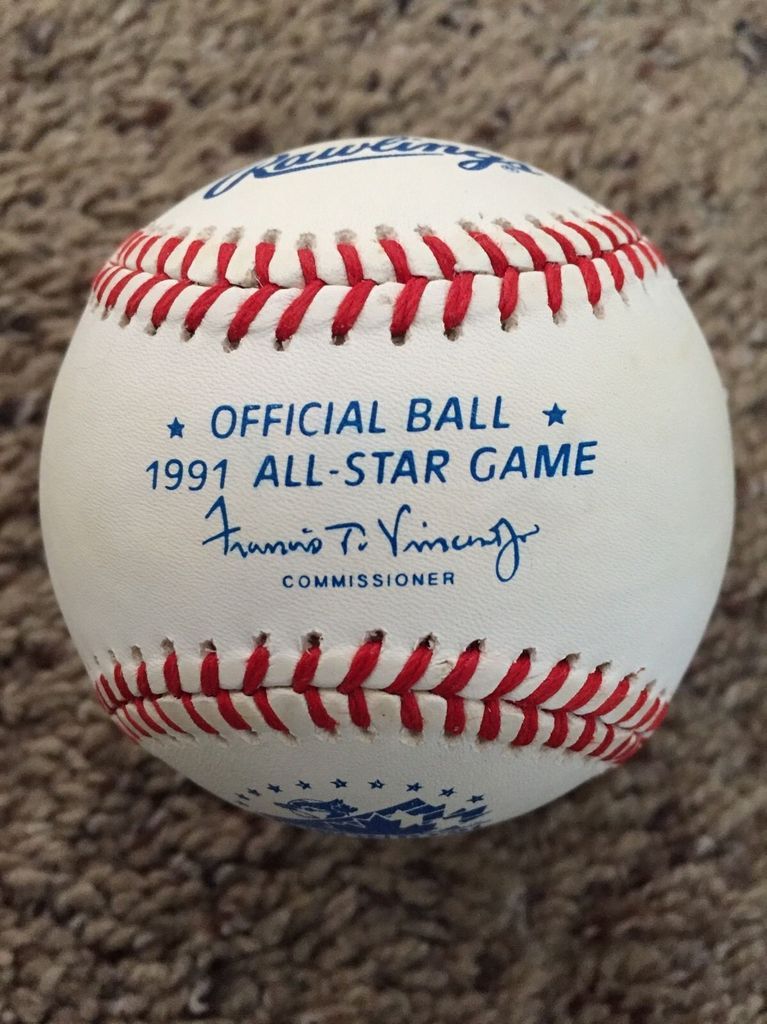 Rawlings
★ OFFICIAL BALL ★
1991 ALL-STAR GAME
Francis T. Vincent Jr
COMMISSIONER